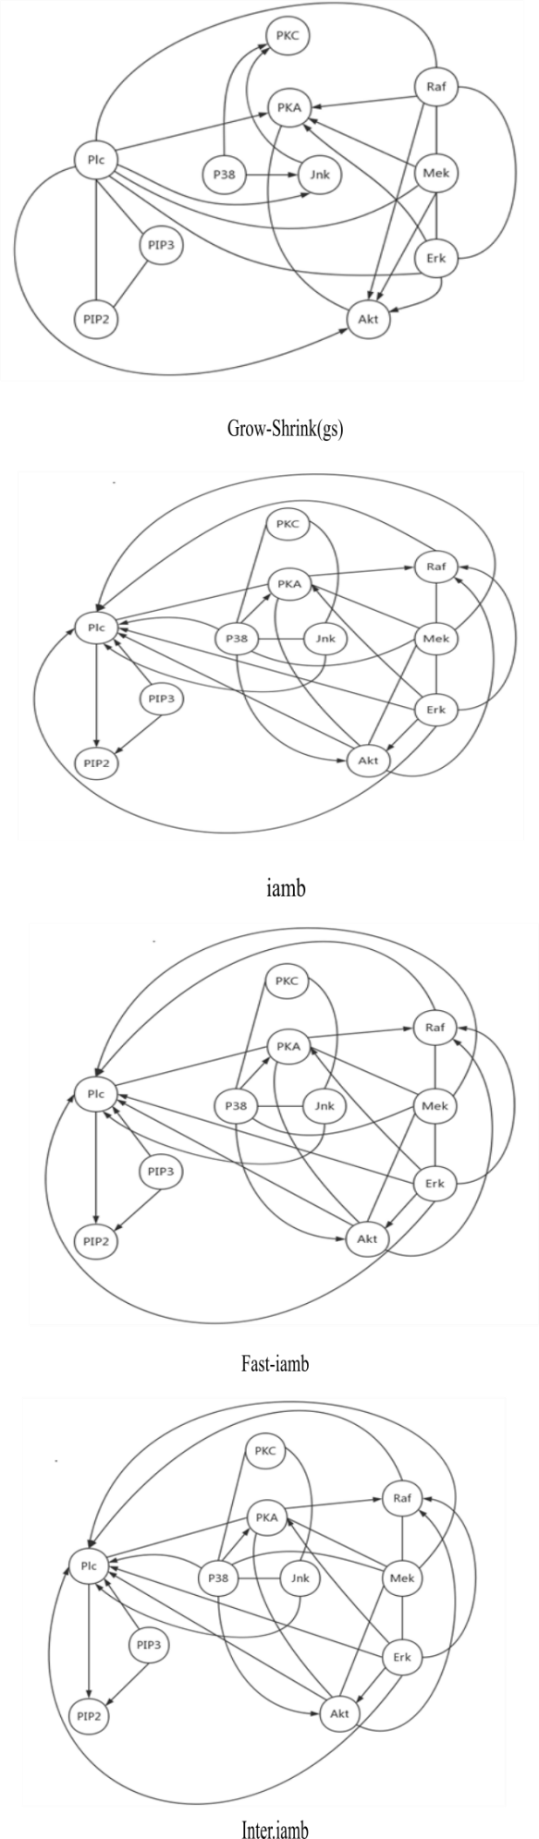 PKC
Raf
PKA
Plc
P38
Jnk
Mek
PIP3
Erk
PIP2
Akt
Grow-Shrink(gs)
PKC
Raf
PKA
Plc
P38
Jnk
Mek
PIP3
Erk
PIP2
Akt
iamb
PKC
Raf
PKA
Plc
P38
Jnk
Mek
PIP3
Erk
PIP2
Akt
Fast-iamb
PKC
Raf
PKA
Plc
P38
Jnk
Mek
PIP3
Erk
PIP2
Akt
Inter.iamb